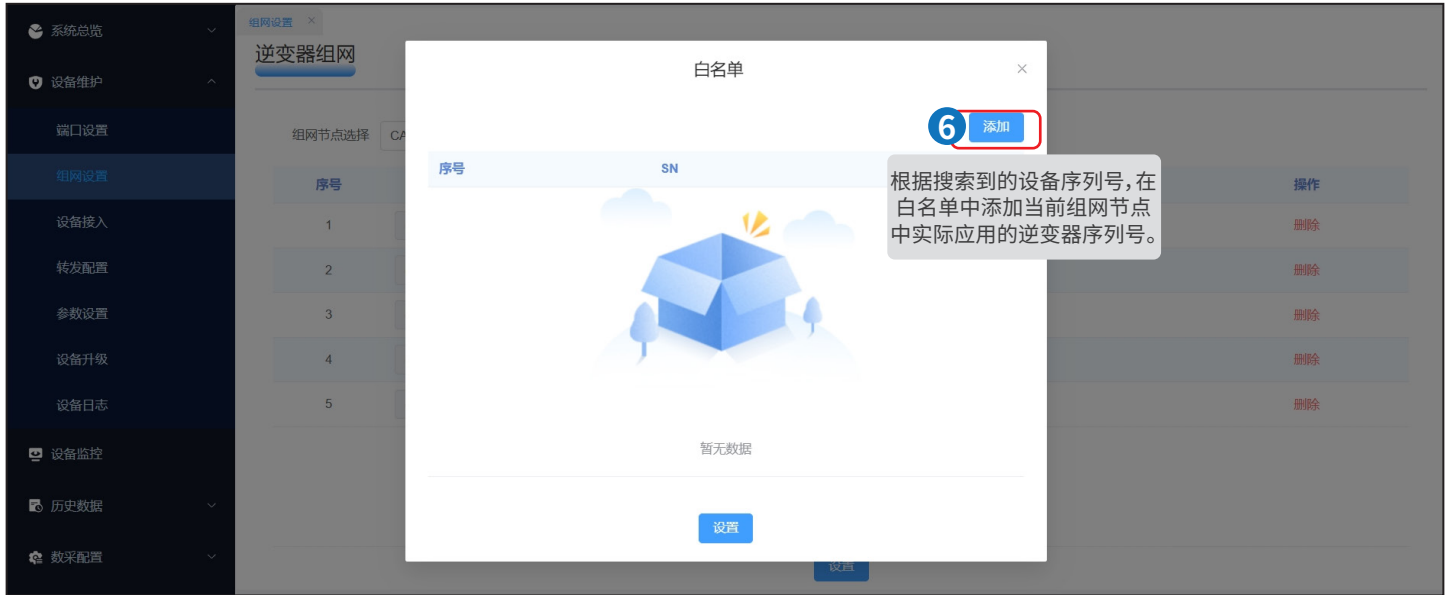 系统总览
设备维护
端口设置
组网设置
设备接入
转发配置
参数设置
设备升级
设备日志
设备监控
历史数据
数采配置
组网设置 ×
逆变器组网
组网节点选择 CA
序号 操作
1 删除
2 删除
3 删除
4 删除
5 删除
设置
白名单 ×
6 添加
序号 SN
根据搜索到的设备序列号,在
白名单中添加当前组网节点
中实际应用的逆变器序列号。
暂无数据
设置